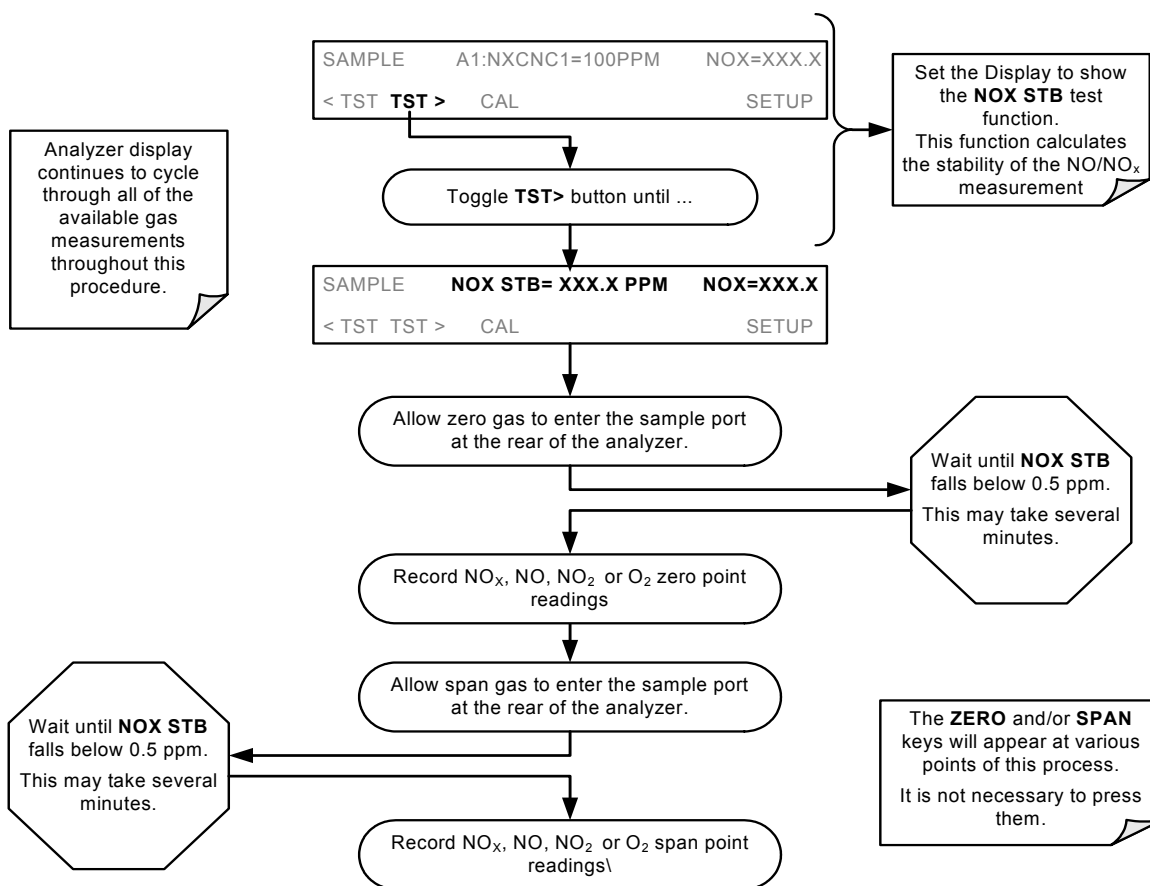 SAMPLE A1:NXCNC1=100PPM NOX=XXX.X
< TST TST > CAL SETUP
Set the Display to show
the NOX STB test
function.
This function calculates
the stability of the NO/NOx
measurement
Analyzer display
continues to cycle
through all of the
available gas
measurements
throughout this
procedure.
Toggle TST> button until ...
SAMPLE NOX STB= XXX.X PPM NOX=XXX.X
< TST TST > CAL SETUP
Allow zero gas to enter the sample port
at the rear of the analyzer.
Wait until NOX STB
falls below 0.5 ppm.
This may take several
minutes.
Record NOX, NO, NO2 or O2 zero point
readings
Allow span gas to enter the sample port
at the rear of the analyzer.
Wait until NOX STB
falls below 0.5 ppm.
This may take several
minutes.
The ZERO and/or SPAN
keys will appear at various
points of this process.
It is not necessary to press
them.
Record NOX, NO, NO2 or O2 span point
readings\